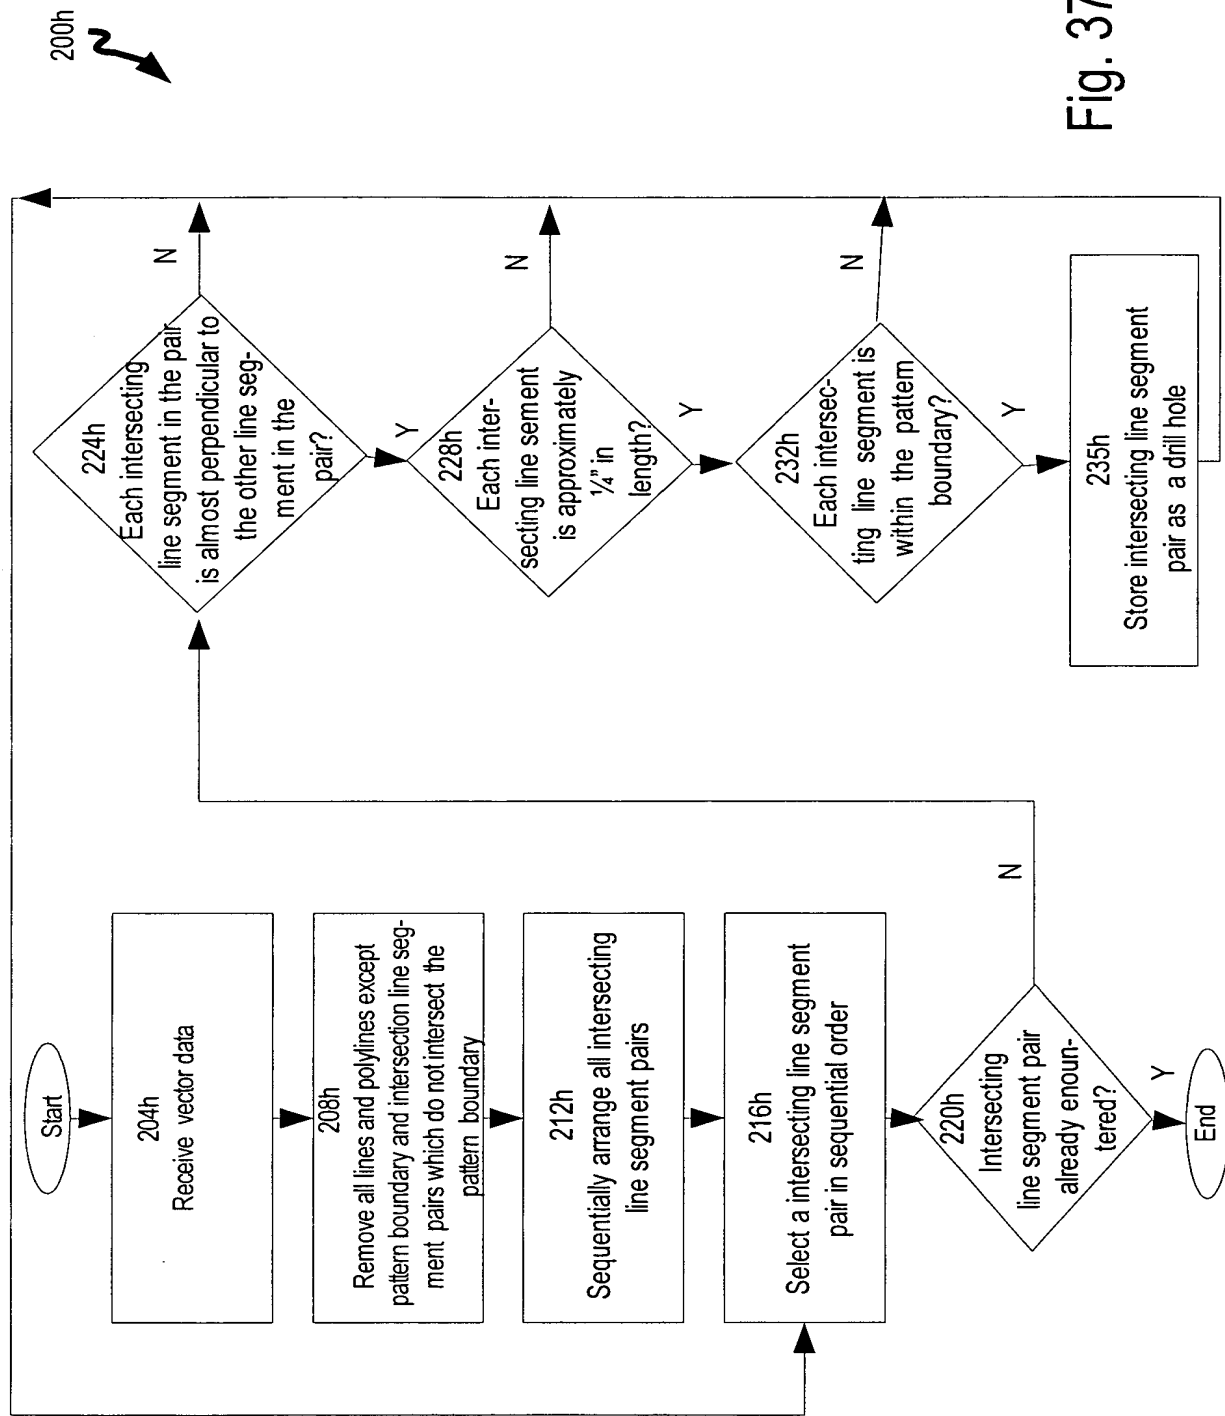 200h
Start
204h
Receive vector data
208h
Remove all lines and polylines except
pattern boundary and intersection line seg-
ment pairs which do not intersect the
pattern boundary
212h
Sequentially arrange all intersecting
line segment pairs
216h
Select a intersecting line segment
pair in sequential order
220h
Intersecting
line segment pair
already enoun-
tered?
N
Y
End
224h
Each intersecting
line segment in the pair
is almost perpendicular to
the other line seg-
ment in the
pair?
N
Y
228h
Each inter-
secting line sement
is approximately
¼” in
length?
N
Y
232h
Each intersec-
ting line segment is
within the pattern
boundary?
N
Y
235h
Store intersecting line segment
pair as a drill hole
Fig. 37